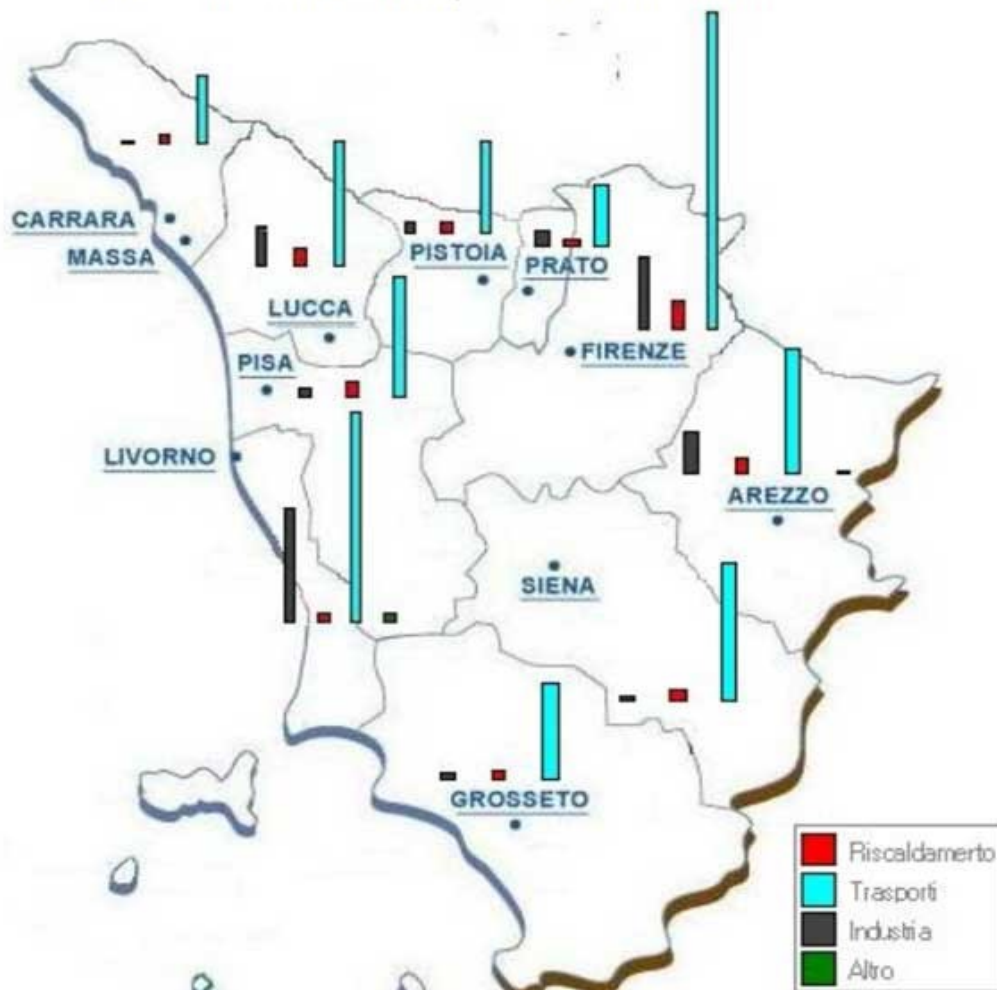 CARRARA
MASSA
PISTOIA
PRATO
LUCCA
FIRENZE
PISA
LIVORNO
AREZZO
SIENA
GROSSETO
Riscaldamerto
Trasporti
Industria
Altro